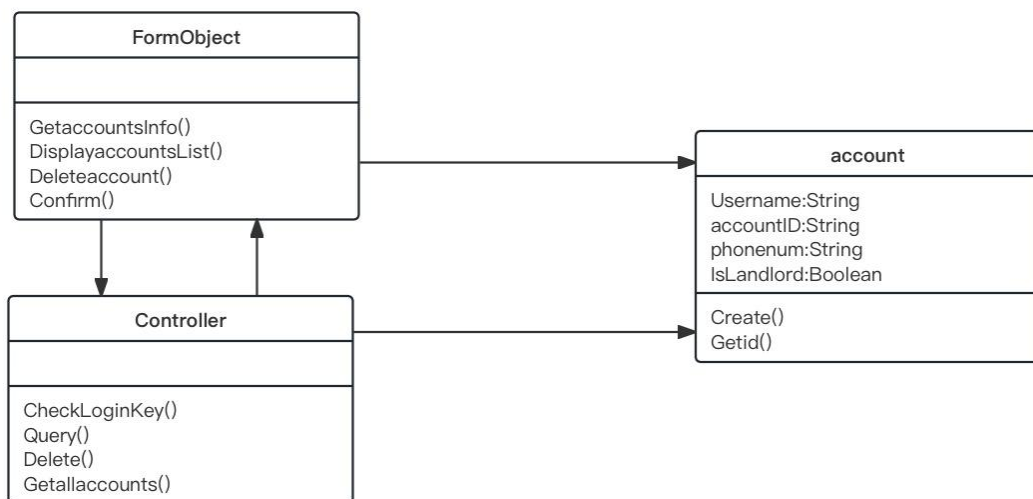 FormObject
GetaccountsInfo()
DisplayaccountsList()
Deleteaccount()
Confirm()
account
Username:String
accountID:String
phonenum:String
IsLandlord:Boolean
Create()
Getid()
Controller
CheckLoginKey()
Query()
Delete()
Getallaccounts()